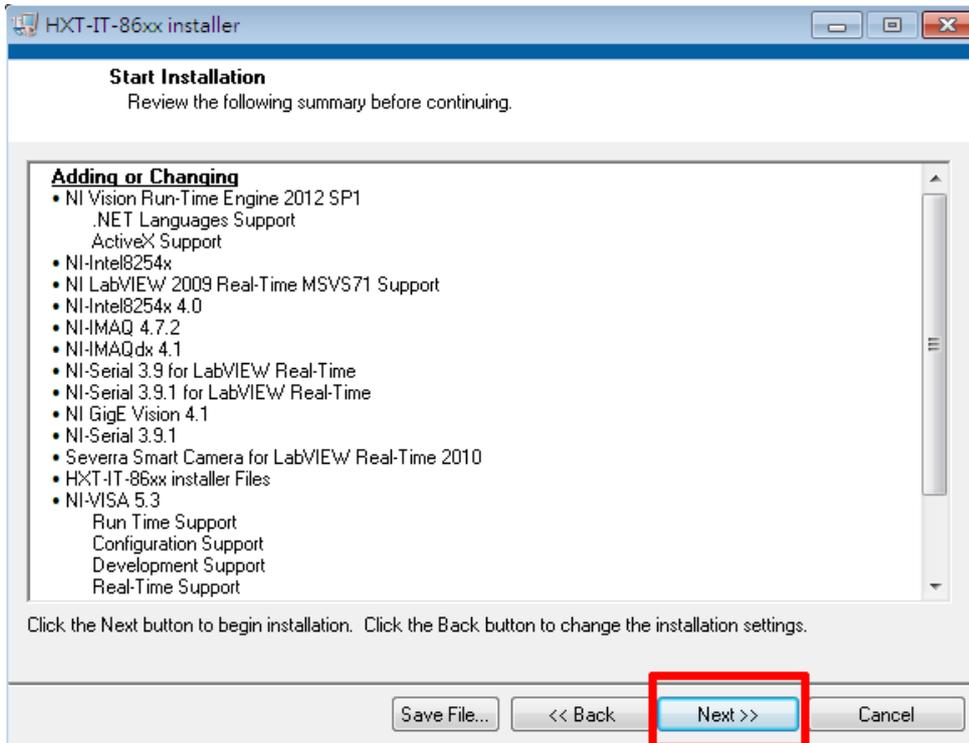 HXT-IT-86xx installer
Start Installation
Review the following summary before continuing.
Adding or Changing
• NI Vision Run-Time Engine 2012 SP1
.NET Languages Support
ActiveX Support
• NI-Intel8254x
• NI LabVIEW 2009 Real-Time MSVS71 Support
• NI-Intel8254x 4.0
• NI-IMAQ 4.7.2
• NI-IMAQdx 4.1
• NI-Serial 3.9 for LabVIEW Real-Time
• NI-Serial 3.9.1 for LabVIEW Real-Time
• NI GigE Vision 4.1
• NI-Serial 3.9.1
• Severra Smart Camera for LabVIEW Real-Time 2010
• HXT-IT-86xx installer Files
• NI-VISA 5.3
Run Time Support
Configuration Support
Development Support
Real-Time Support
Click the Next button to begin installation.  Click the Back button to change the installation settings.
Save File... << Back Next >> Cancel